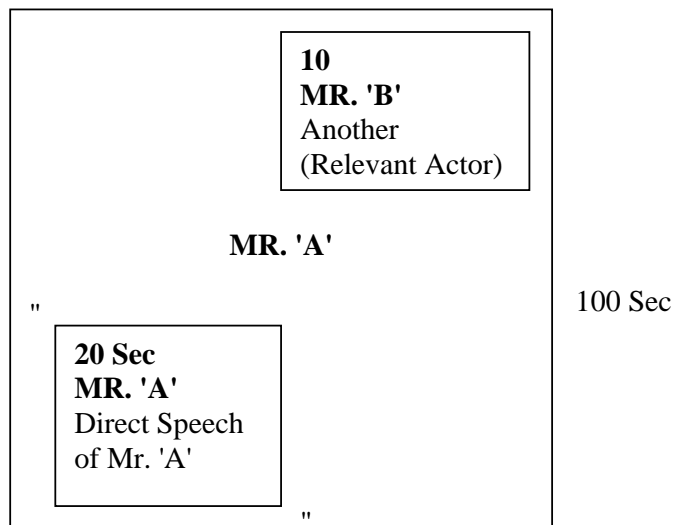 10
MR. 'B'
Another
(Relevant Actor)
MR. 'A'
100 Sec
"
20 Sec
MR. 'A'
Direct Speech
of Mr. 'A'
"